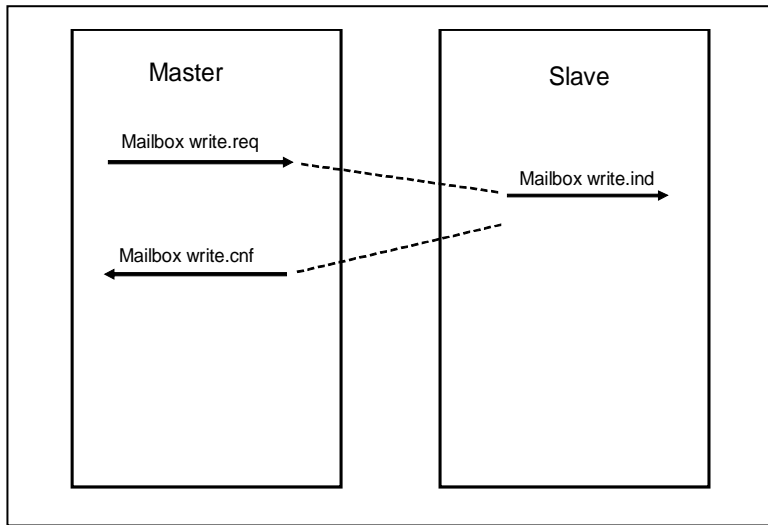 Master
Slave
Mailbox write.req
Mailbox write.ind
Mailbox write.cnf